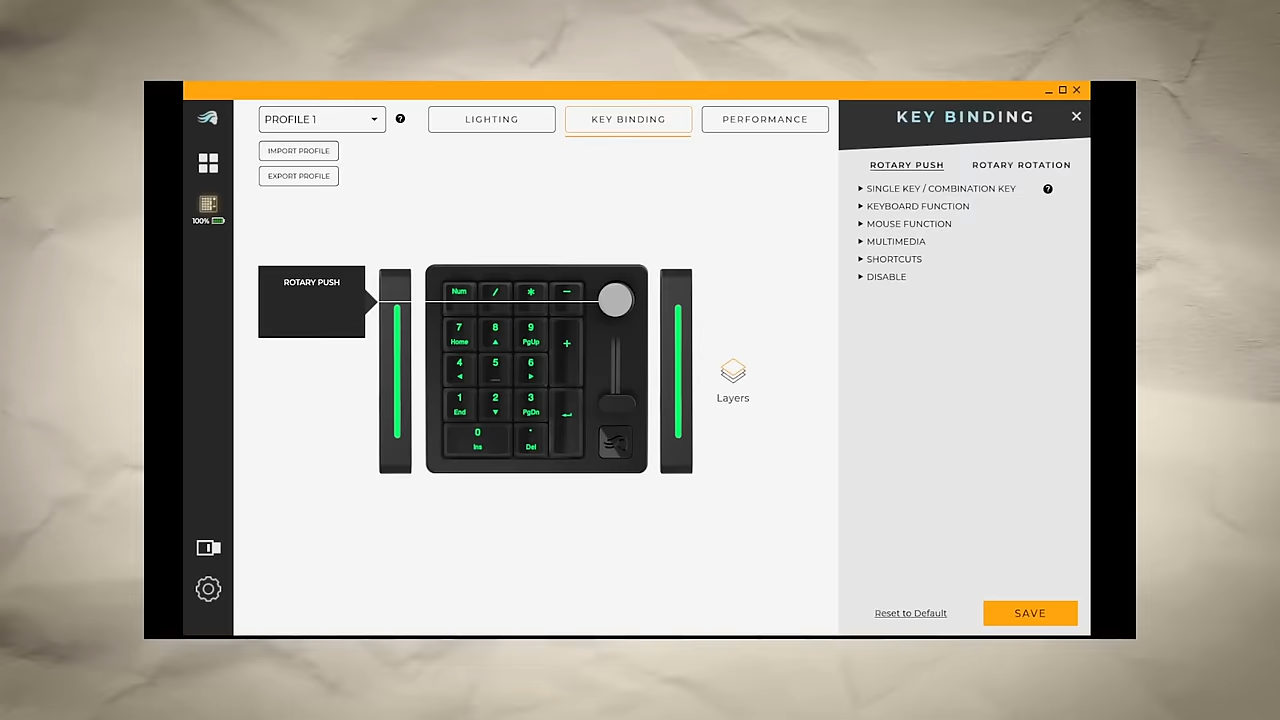 PROFILE 1
?
LIGHTING
KEY BINDING
PERFORMANCE
IMPORT PROFILE
EXPORT PROFILE
100%
ROTARY PUSH
Num / * -
7 8 9
Home PgUp
+
4 5 6
1 2 3
End PgDn
0 .
Ins Del
Layers
KEY BINDING
ROTARY PUSH
ROTARY ROTATION
SINGLE KEY / COMBINATION KEY ?
KEYBOARD FUNCTION
MOUSE FUNCTION
MULTIMEDIA
SHORTCUTS
DISABLE
Reset to Default
SAVE